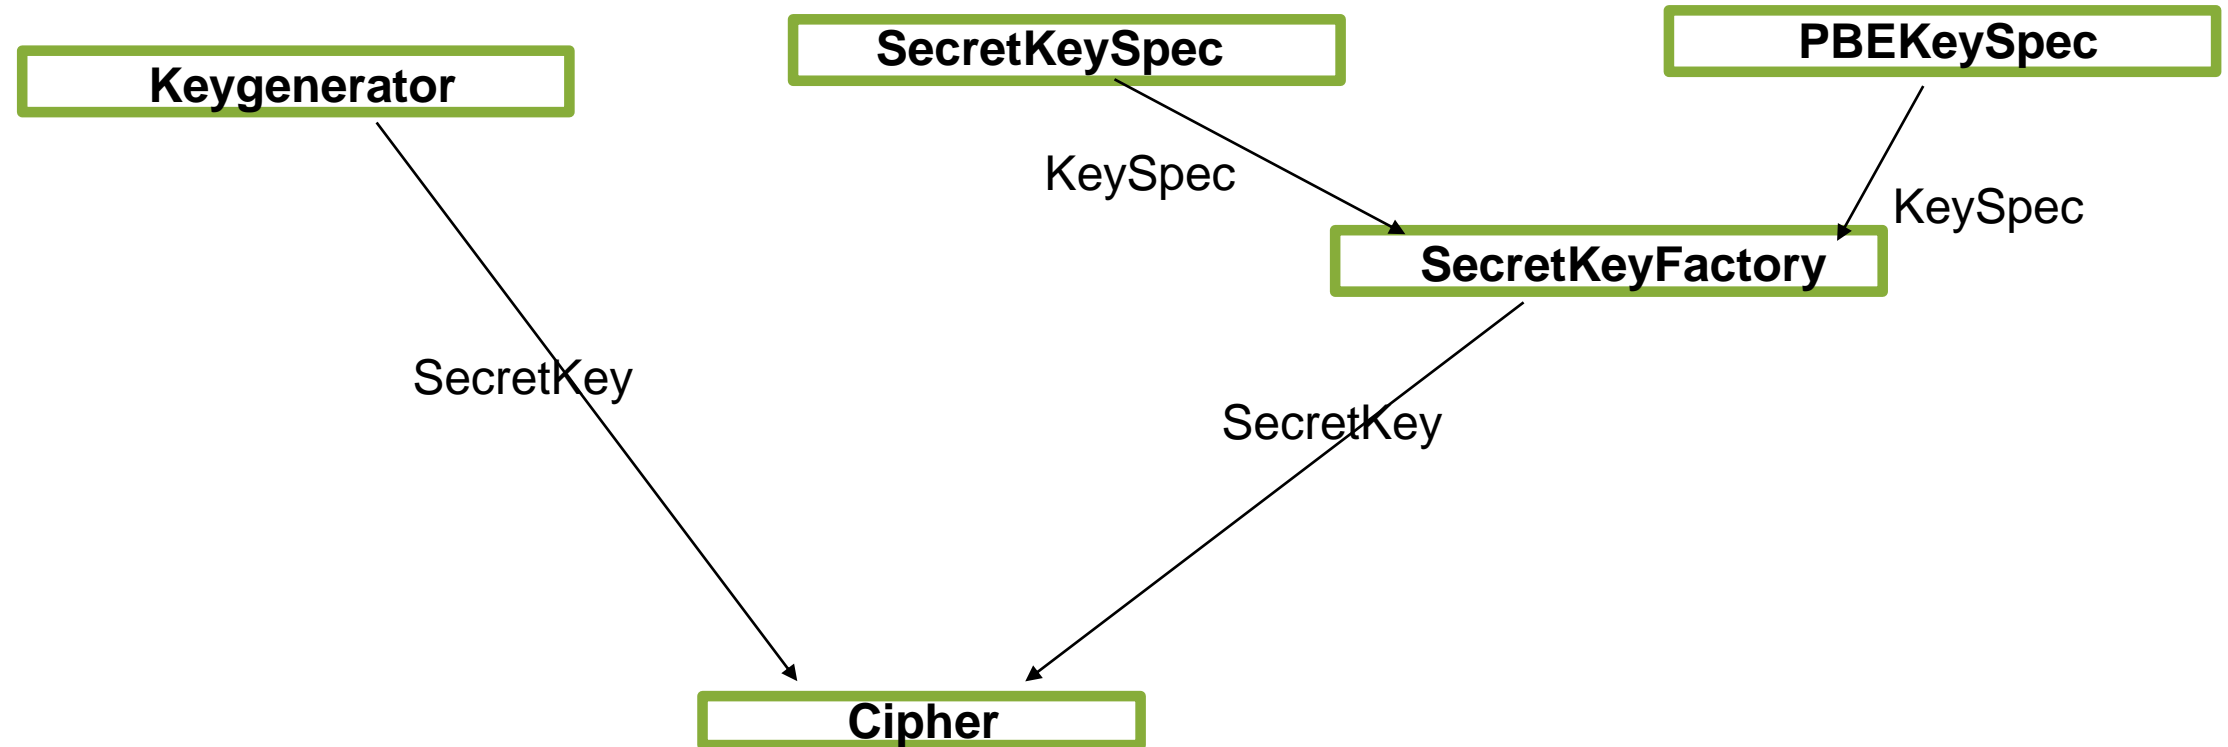 Keygenerator
SecretKeySpec
PBEKeySpec
KeySpec
KeySpec
SecretKeyFactory
SecretKey
SecretKey
Cipher